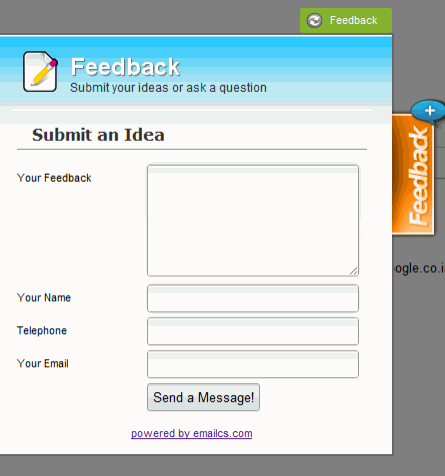 Feedback
Feedback
Submit your ideas or ask a question
Submit an Idea
Your Feedback
Your Name
Telephone
Your Email
Send a Message!
powered by emailcs.com
Feedback
ogle.co.i